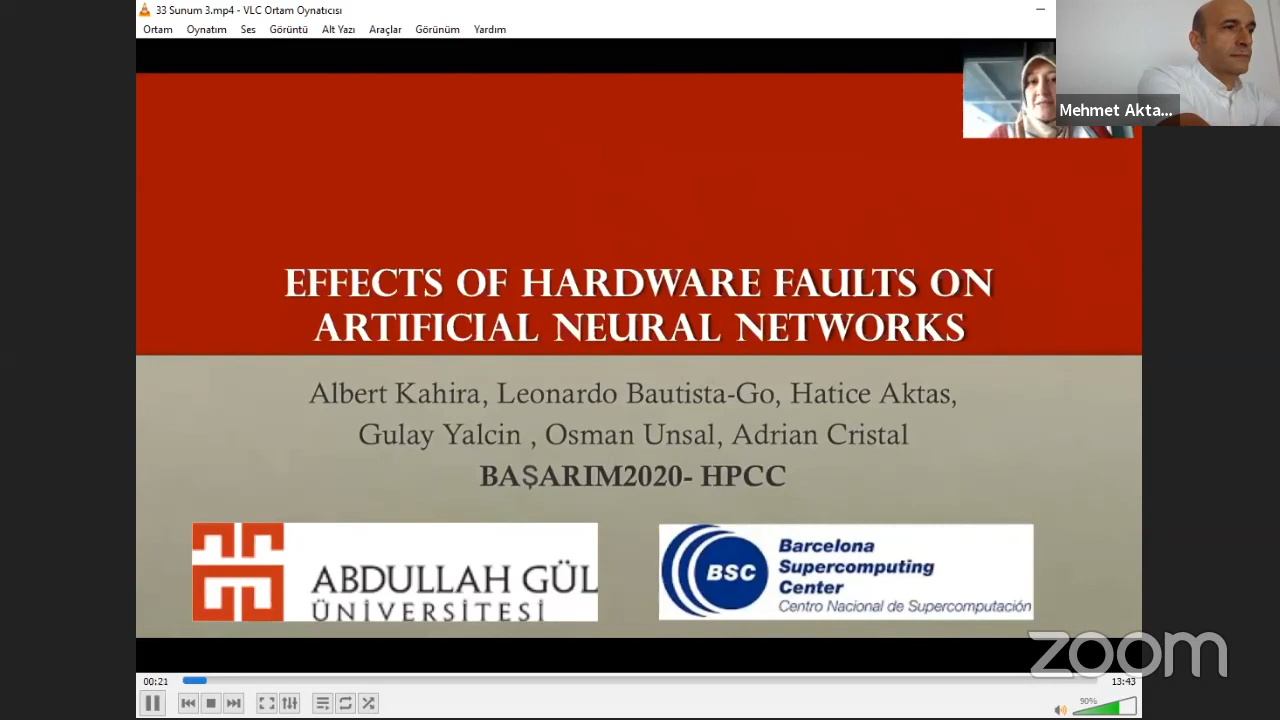 33 Sunum 3.mp4 - VLC Ortam Oynatıcısı
Ortam Oynatım Ses Görüntü Alt Yazı Araçlar Görünüm Yardım
Mehmet Akta...
EFFECTS OF HARDWARE FAULTS ON
ARTIFICIAL NEURAL NETWORKS
Albert Kahira, Leonardo Bautista-Go, Hatice Aktas,
Gulay Yalcin , Osman Unsal, Adrian Cristal
BAŞARIM2020- HPCC
ABDULLAH GÜL
ÜNİVERSİTESİ
BSC
Barcelona
Supercomputing
Center
Centro Nacional de Supercomputación
zoom
00:21
13:43
90%